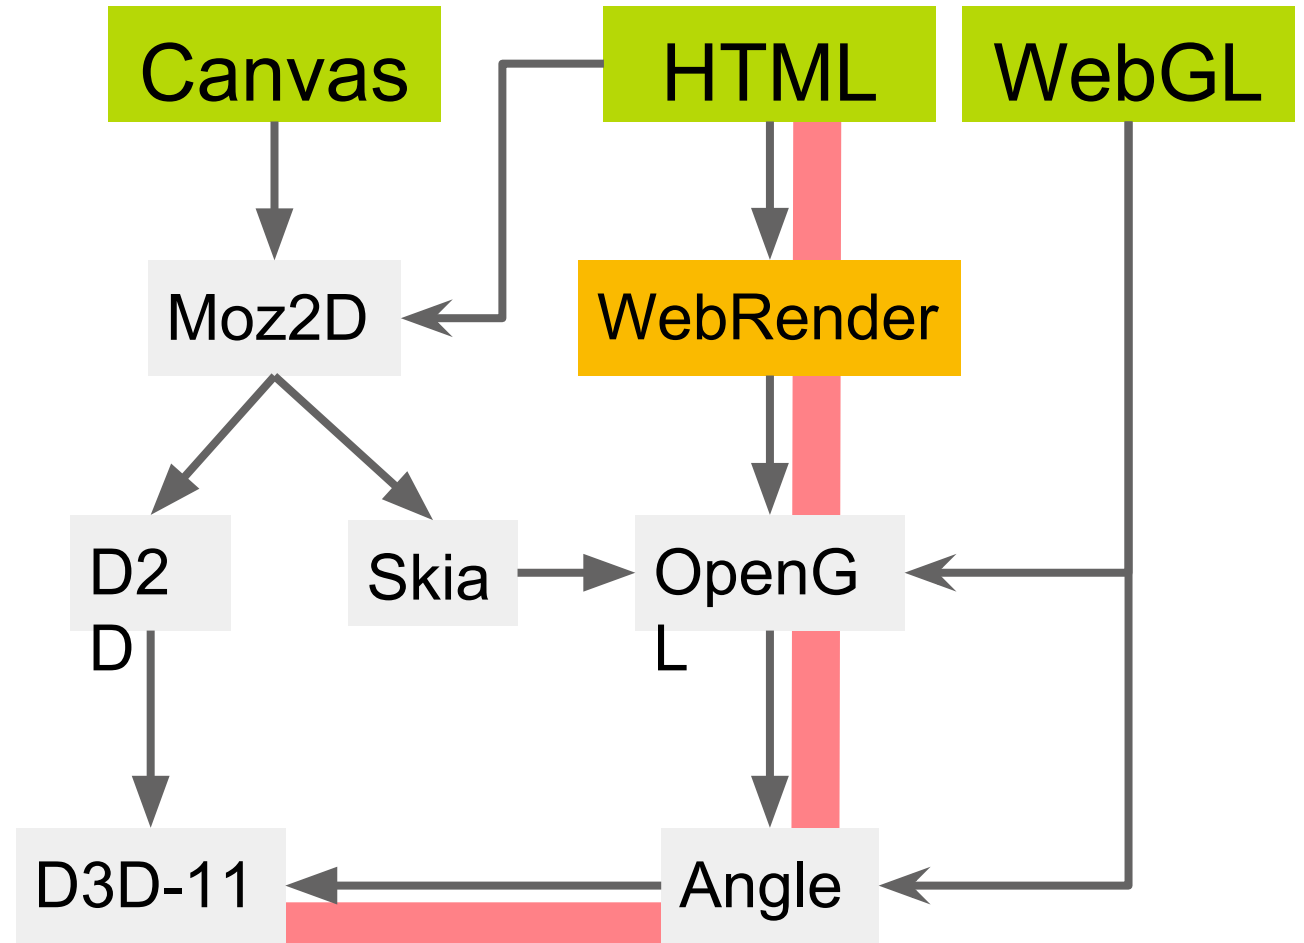 Canvas
HTML
WebGL
Moz2D
WebRender
D2
D
Skia
OpenG
L
D3D-11
Angle